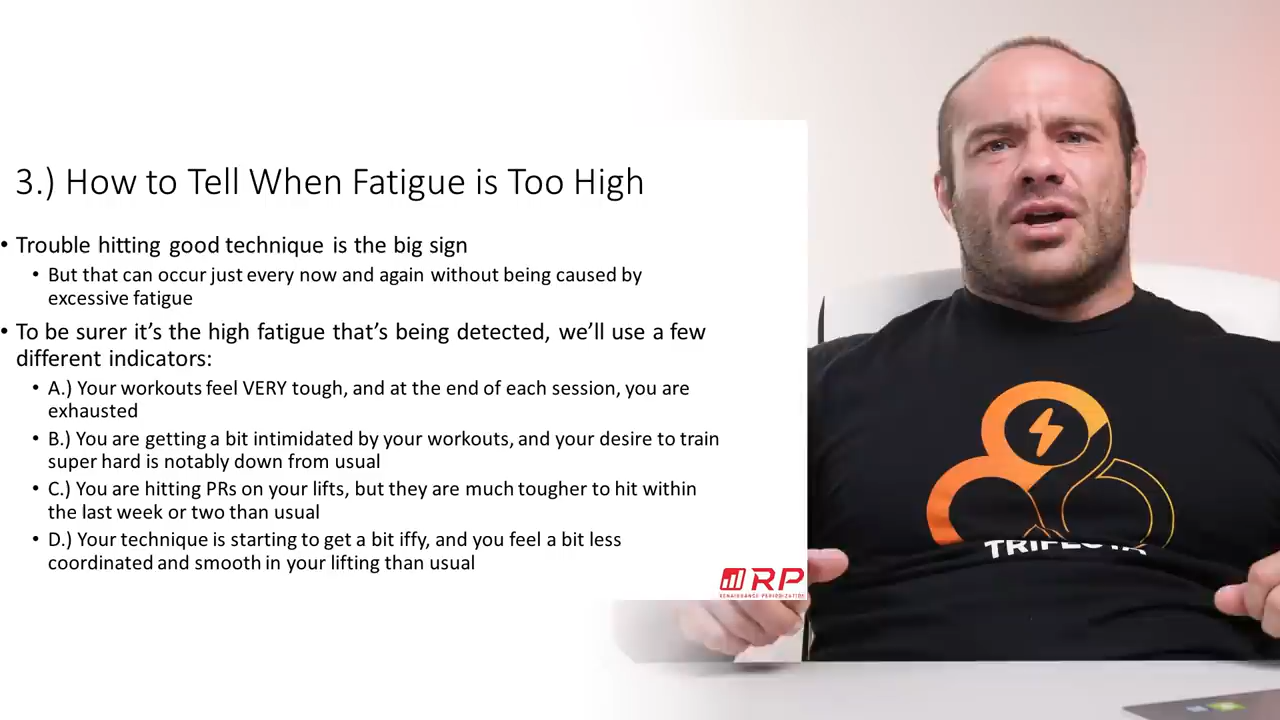 3.) How to Tell When Fatigue is Too High
• Trouble hitting good technique is the big sign
• But that can occur just every now and again without being caused by
excessive fatigue
• To be surer it's the high fatigue that's being detected, we'll use a few
different indicators:
• A.) Your workouts feel VERY tough, and at the end of each session, you are
exhausted
• B.) You are getting a bit intimidated by your workouts, and your desire to train
super hard is notably down from usual
• C.) You are hitting PRs on your lifts, but they are much tougher to hit within
the last week or two than usual
• D.) Your technique is starting to get a bit iffy, and you feel a bit less
coordinated and smooth in your lifting than usual
RP
RENAISSANCE PERIODIZATION
TRIFECTA